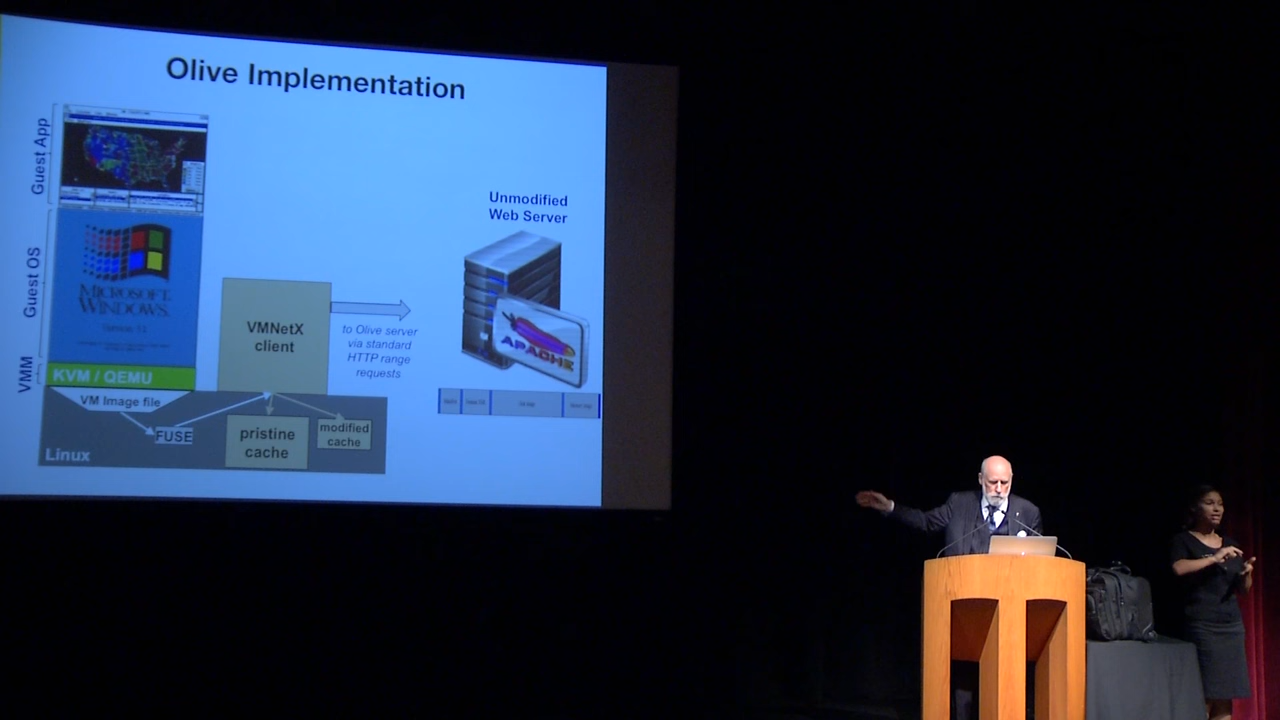 Olive Implementation
Guest App
Guest OS
MICROSOFT
WINDOWS
VMM
KVM / QEMU
VM Image file
FUSE
Linux
VMNetX
client
pristine
cache
modified
cache
to Olive server
via standard
HTTP range
requests
Unmodified
Web Server
APACHE